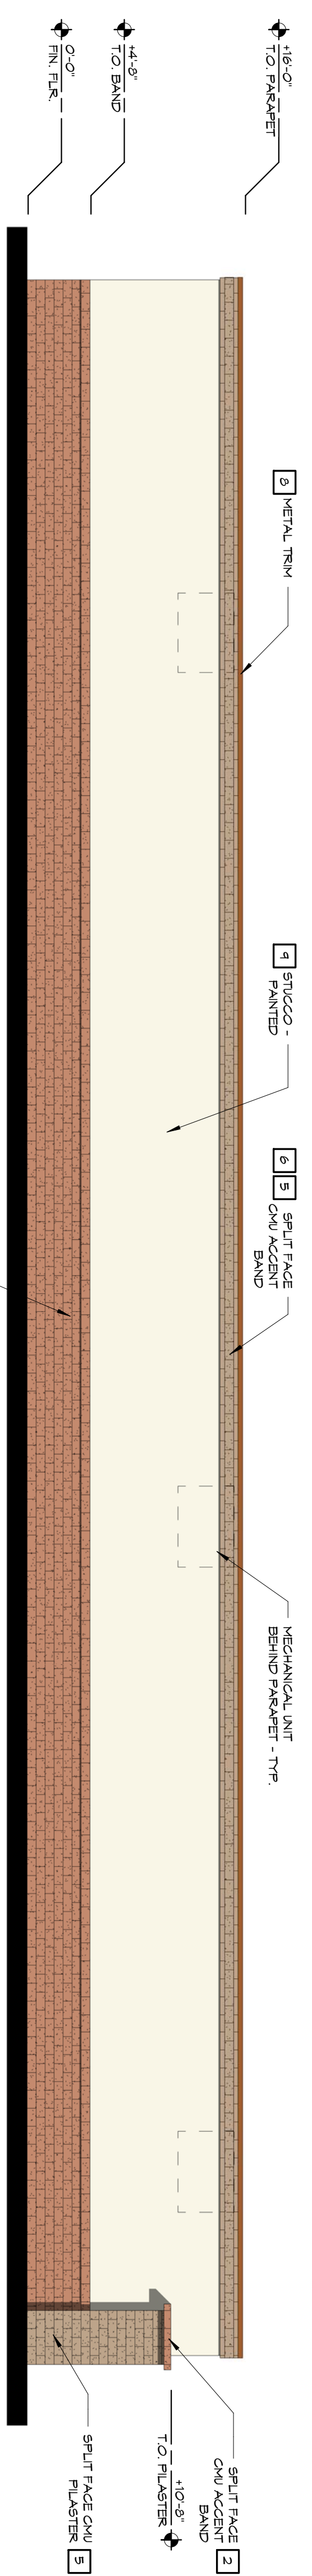 +16'-0"
T.O. PARAPET
+4'-8"
T.O. BAND
0'-0"
FIN. FLR.
8 METAL TRIM
9 STUCCO -
PAINTED
6 5 SPLIT FACE
CMU ACCENT
BAND
MECHANICAL UNIT
BEHIND PARAPET - TYP.
SPLIT FACE 2
CMU ACCENT
BAND
+10'-8"
T.O. PILASTER
SPLIT FACE CMU
PILASTER 5